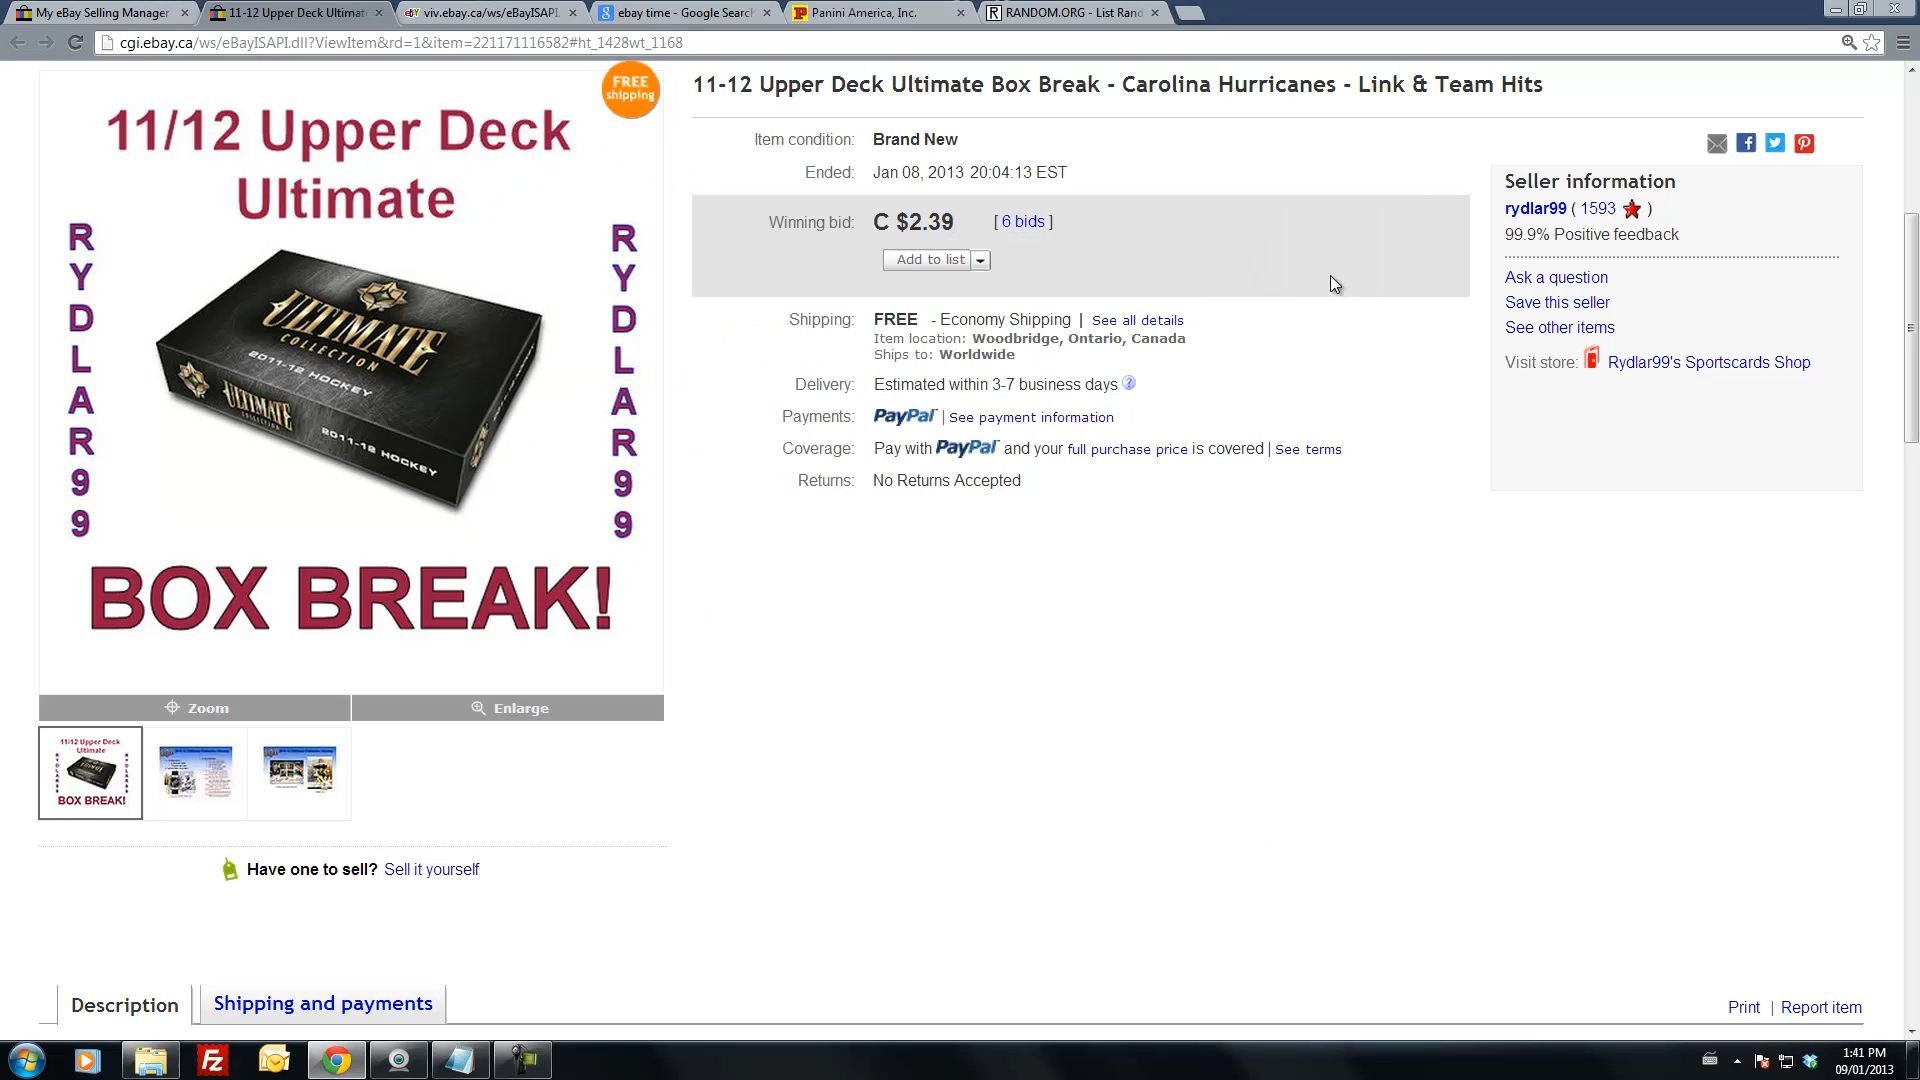 My eBay Selling Manager
11-12 Upper Deck Ultimat
viv.ebay.ca/ws/eBayISAPI.
ebay time - Google Searc
Panini America, Inc.
RANDOM.ORG - List Rand
cgi.ebay.ca/ws/eBayISAPI.dll?ViewItem&rd=1&item=221171116582#ht_1428wt_1168
FREE
shipping
11/12 Upper Deck
Ultimate
RYDLAR99
ULTIMATE
COLLECTION
2011-12 HOCKEY
ULTIMATE
COLLECTION
2011-12 HOCKEY
RYDLAR99
BOX BREAK!
Zoom
Enlarge
11/12 Upper Deck
Ultimate
BOX BREAK!
Have one to sell? Sell it yourself
11-12 Upper Deck Ultimate Box Break - Carolina Hurricanes - Link & Team Hits
Item condition: Brand New
Ended: Jan 08, 2013 20:04:13 EST
Winning bid: C $2.39 [ 6 bids ]
Add to list
Shipping: FREE - Economy Shipping | See all details
Item location: Woodbridge, Ontario, Canada
Ships to: Worldwide
Delivery: Estimated within 3-7 business days ?
Payments: PayPal | See payment information
Coverage: Pay with PayPal and your full purchase price is covered | See terms
Returns: No Returns Accepted
Seller information
rydlar99 ( 1593 )
99.9% Positive feedback
Ask a question
Save this seller
See other items
Visit store: Rydlar99's Sportscards Shop
Description
Shipping and payments
Print | Report item
1:41 PM
09/01/2013